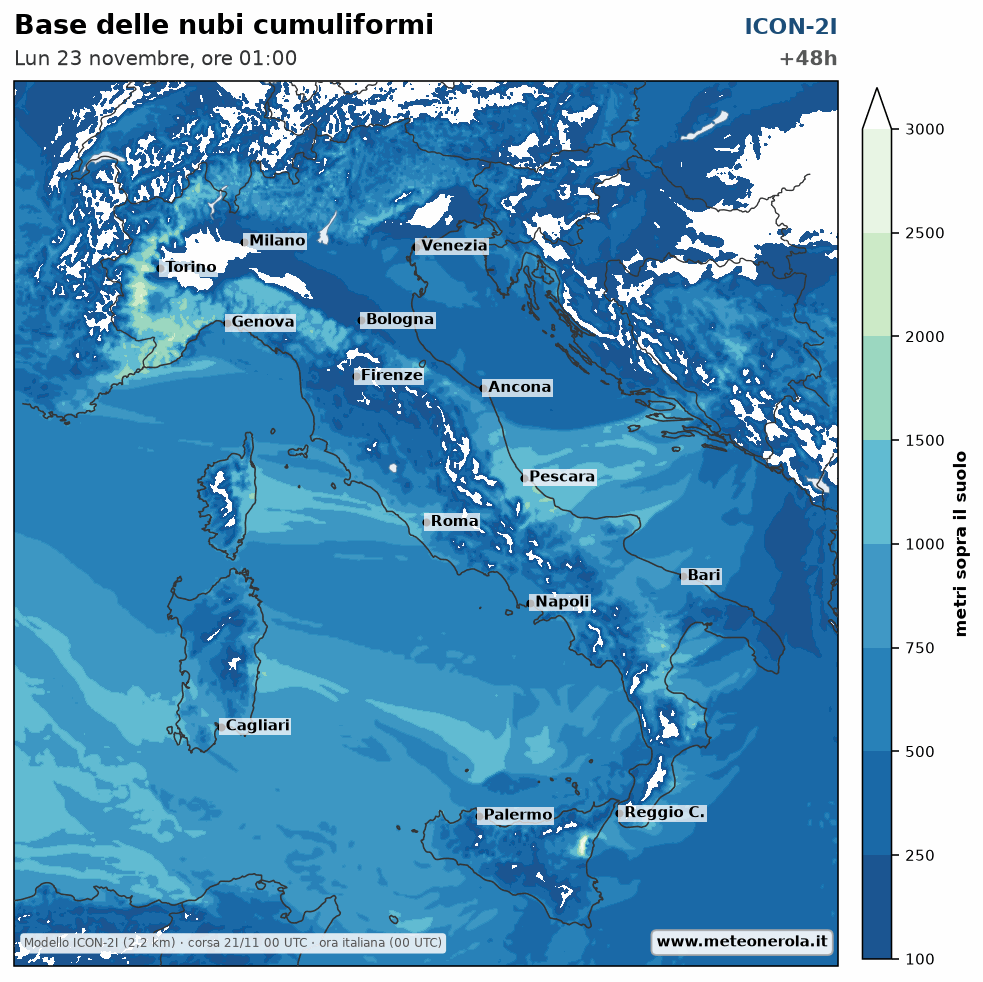 Base delle nubi cumuliformi
ICON-2I
Lun 23 novembre, ore 01:00
+48h
3000
2500
2000
1500
1000
750
500
250
100
metri sopra il suolo
Milano
Venezia
Torino
Genova
Bologna
Firenze
Ancona
Pescara
Roma
Bari
Napoli
Cagliari
Palermo
Reggio C.
Modello ICON-2I (2,2 km) · corsa 21/11 00 UTC · ora italiana (00 UTC)
www.meteonerola.it